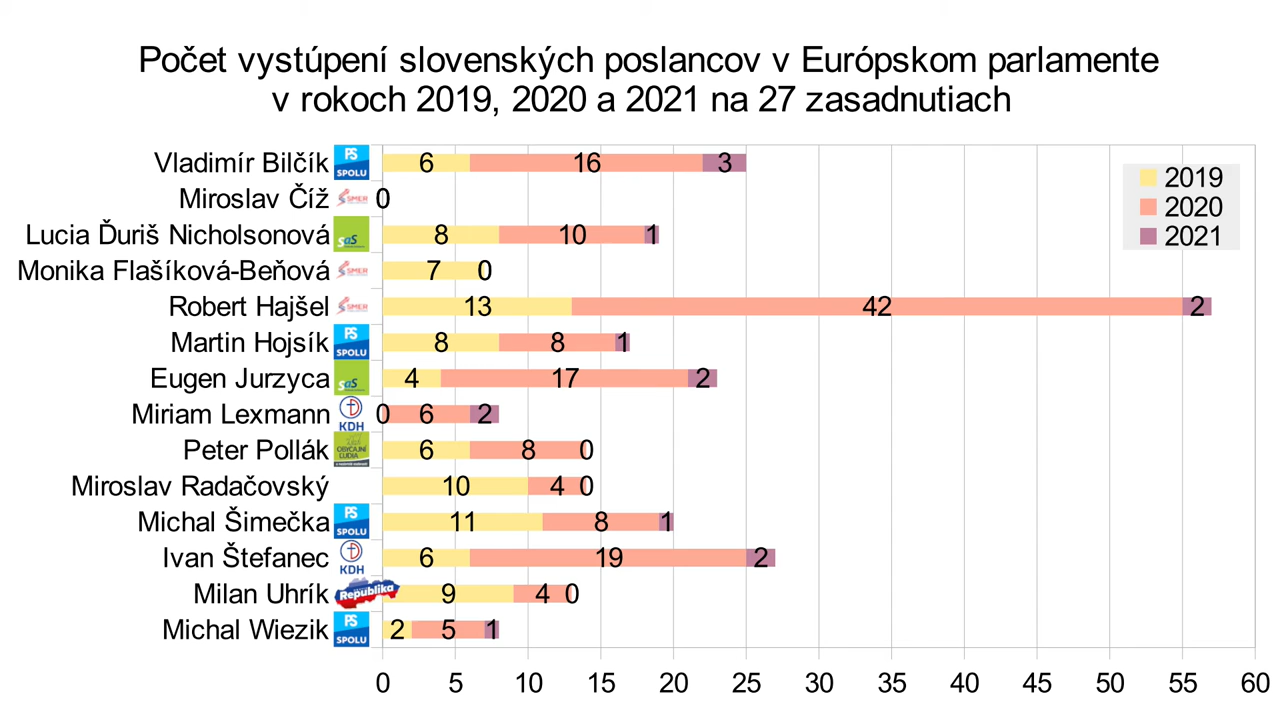 Počet vystúpení slovenských poslancov v Európskom parlamente
v rokoch 2019, 2020 a 2021 na 27 zasadnutiach
Vladimír Bilčík PS SPOLU 6 16 3
Miroslav Číž SMER 0
Lucia Ďuriš Nicholsonová SaS 8 10 1
Monika Flašíková-Beňová SMER 7 0
Robert Hajšel SMER 13 42 2
Martin Hojsík PS SPOLU 8 8 1
Eugen Jurzyca SaS 4 17 2
Miriam Lexmann KDH 0 6 2
Peter Pollák OBYČAJNÍ ĽUDIA 6 8 0
Miroslav Radačovský 10 4 0
Michal Šimečka PS SPOLU 11 8 1
Ivan Štefanec KDH 6 19 2
Milan Uhrík Republika 9 4 0
Michal Wiezik PS SPOLU 2 5 1
0 5 10 15 20 25 30 35 40 45 50 55 60
2019
2020
2021